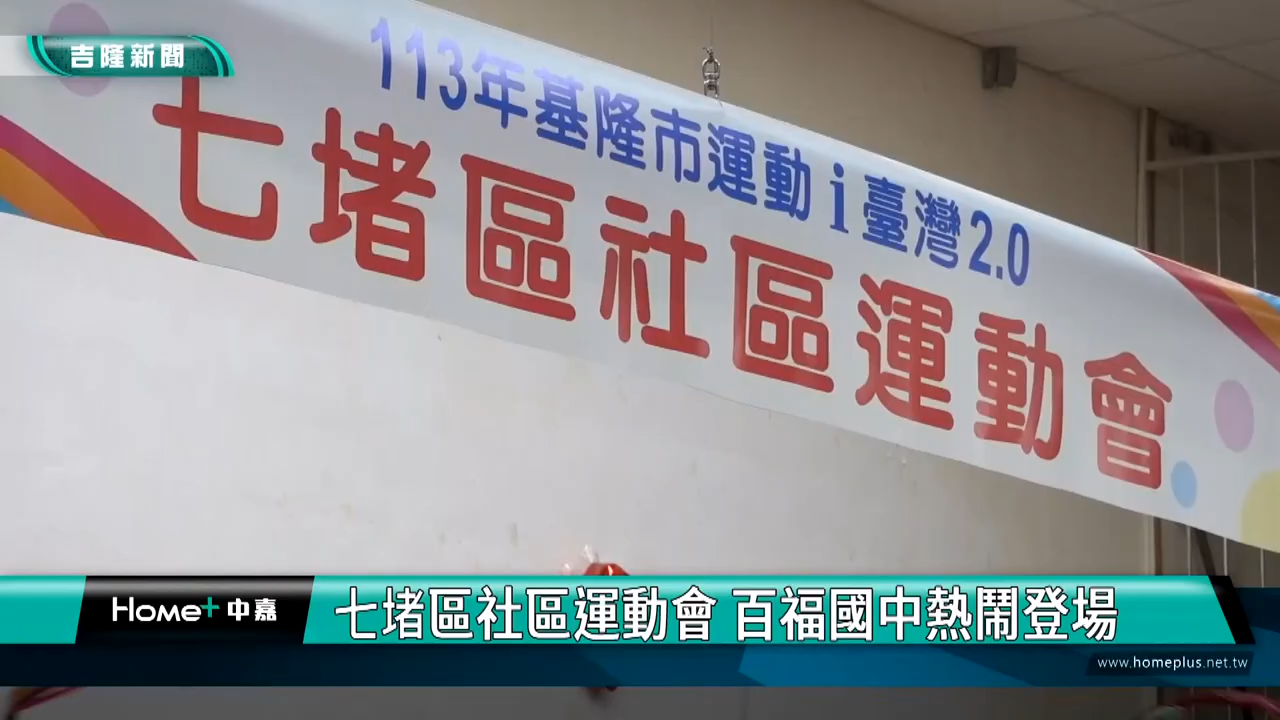 吉隆新聞
113年基隆市運動i臺灣2.0
七堵區社區運動會
Home+中嘉
七堵區社區運動會 百福國中熱鬧登場
www.homeplus.net.tw